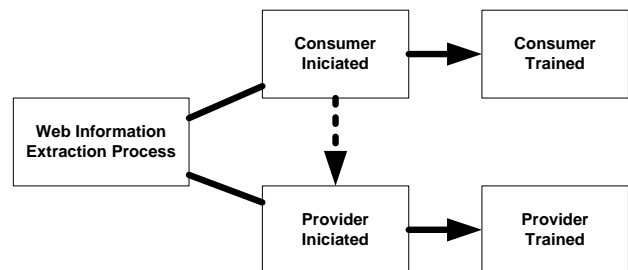 Consumer
Iniciated
Consumer
Trained
Web Information
Extraction Process
Provider
Iniciated
Provider
Trained